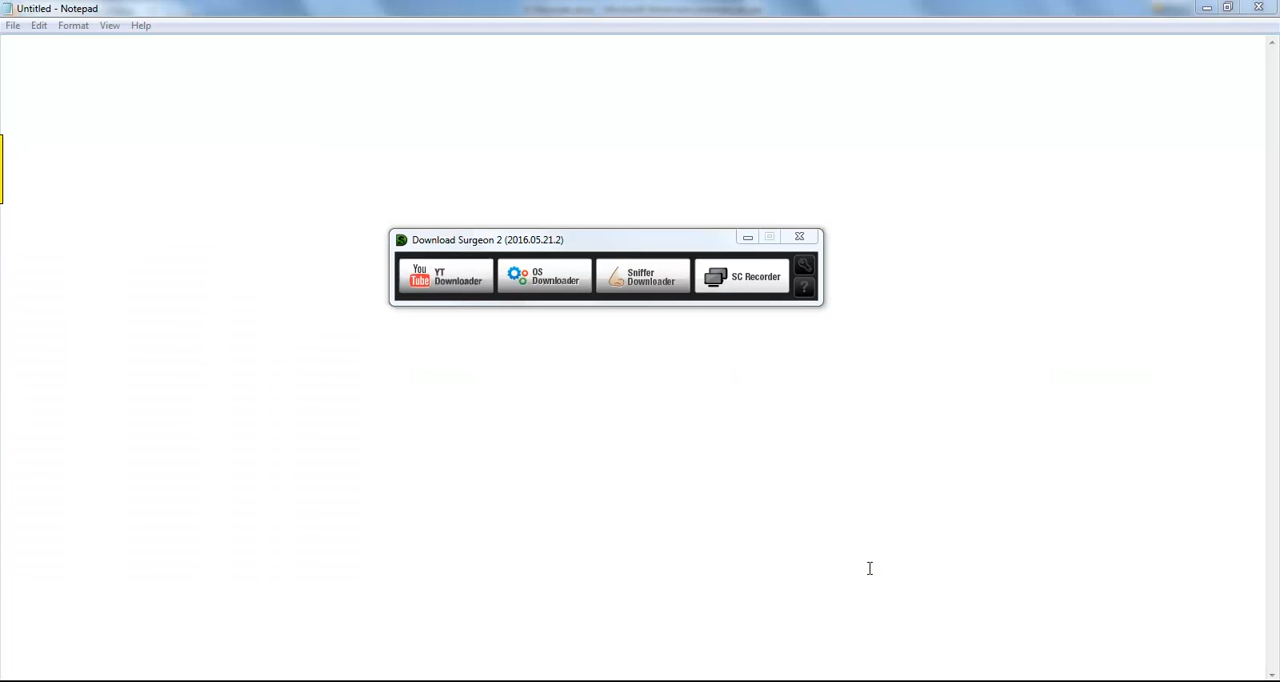 Untitled - Notepad
File Edit Format View Help
Download Surgeon 2 (2016.05.21.2)
You Tube YT Downloader
OS Downloader
Sniffer Downloader
SC Recorder
?